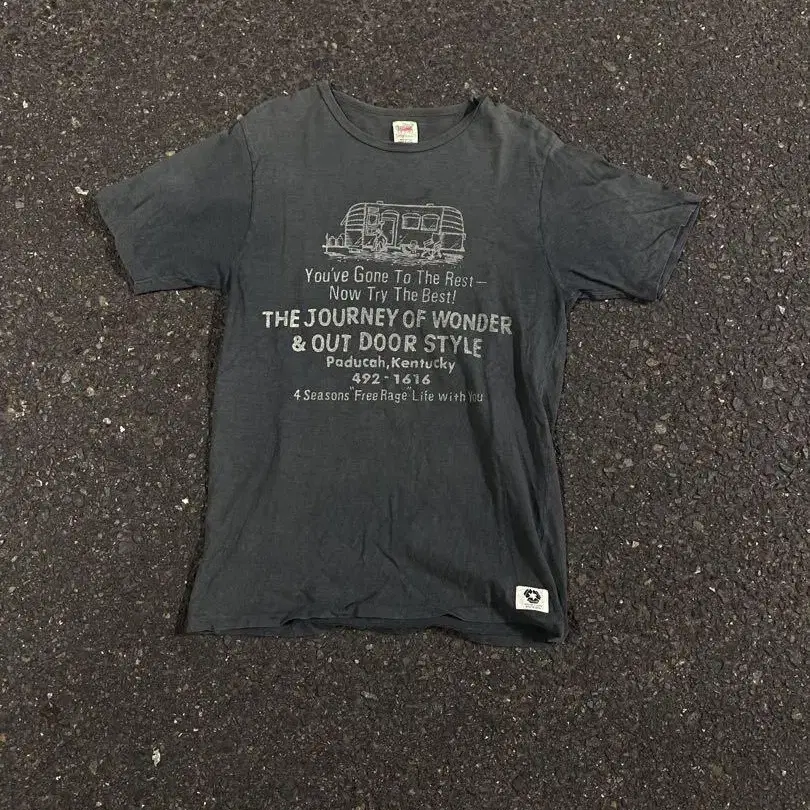 You've Gone To The Rest—
Now Try The Best!
THE JOURNEY OF WONDER
& OUT DOOR STYLE
Paducah, Kentucky
492-1616
4 Seasons "Free Rage" Life with You